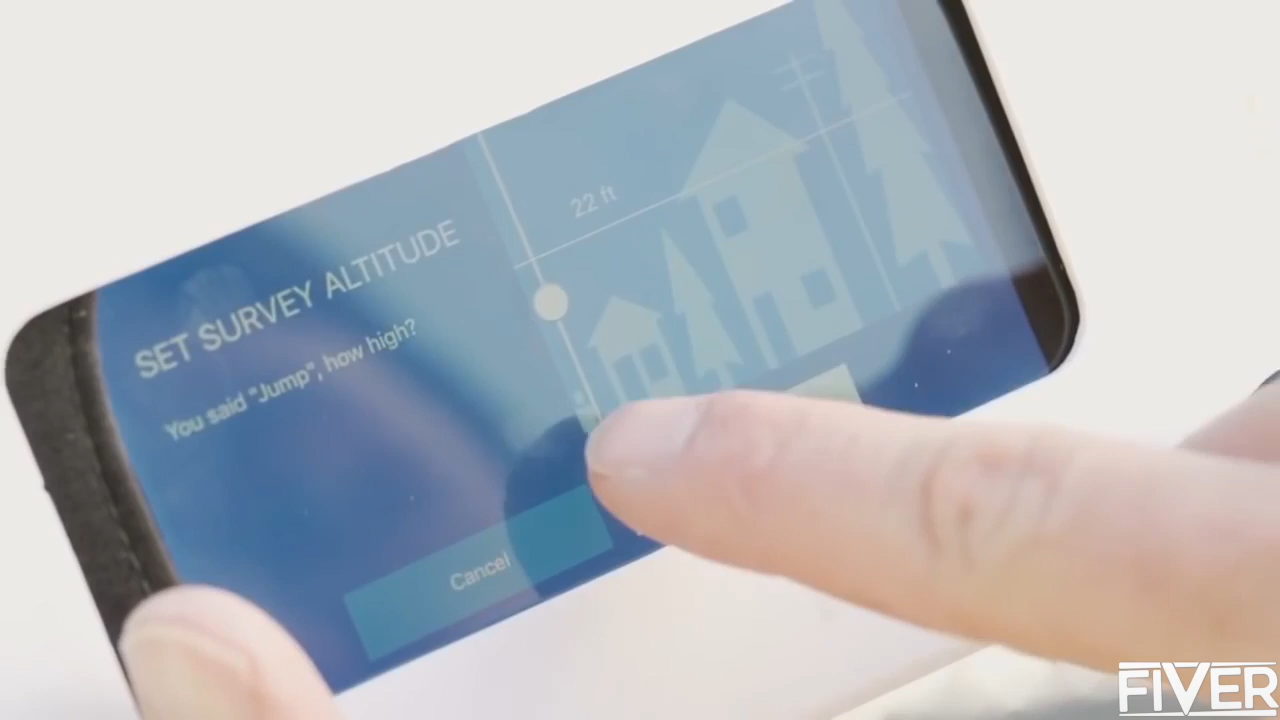 SET SURVEY ALTITUDE
You said "Jump", how high?
22 ft
Cancel
FIVER